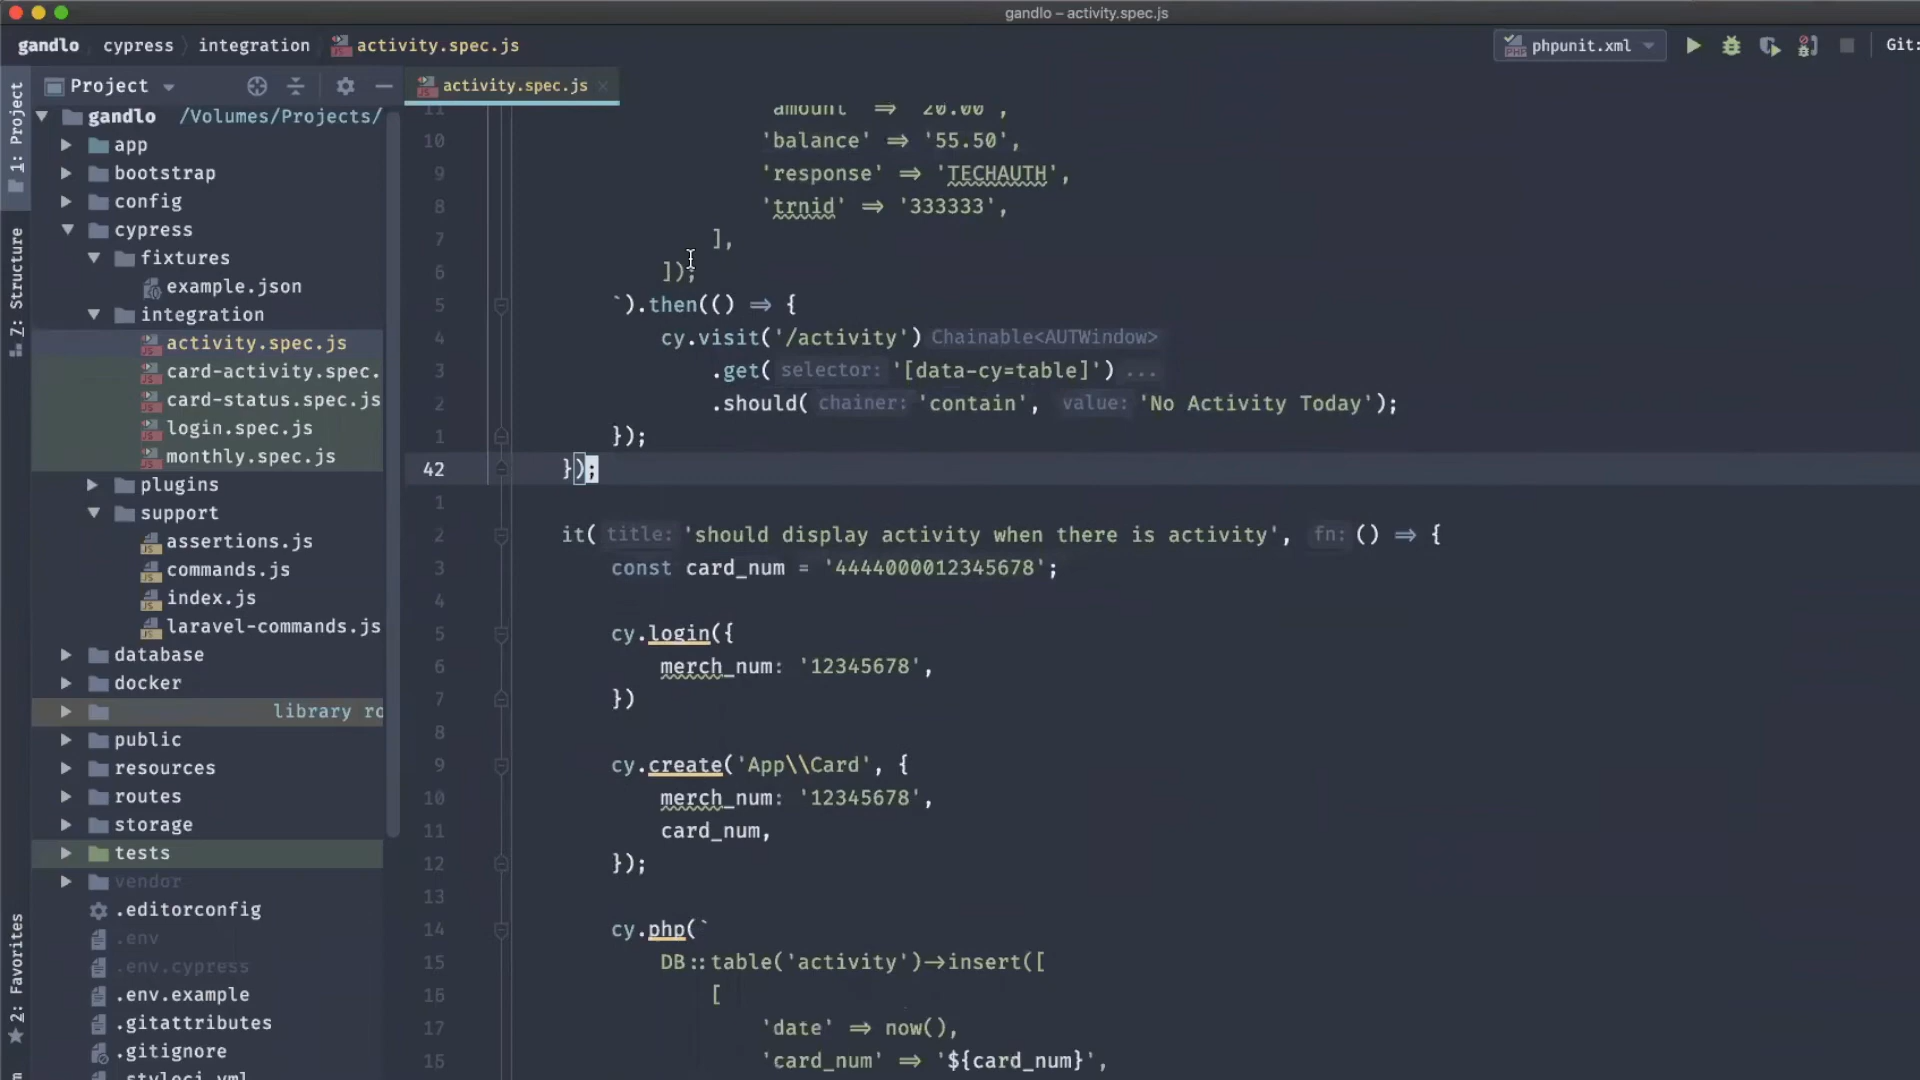 gandlo – activity.spec.js
gandlo 〉 cypress 〉 integration 〉 activity.spec.js
phpunit.xml
Git:
1: Project
Z: Structure
2: Favorites
Project
gandlo /Volumes/Projects/
app
bootstrap
config
cypress
fixtures
example.json
integration
activity.spec.js
card-activity.spec.
card-status.spec.js
login.spec.js
monthly.spec.js
plugins
support
assertions.js
commands.js
index.js
laravel-commands.js
database
docker
library ro
public
resources
routes
storage
tests
vendor
.editorconfig
.env
.env.cypress
.env.example
.gitattributes
.gitignore
.styleci.yml
activity.spec.js
11 'amount' => '20.00',
10 'balance' => '55.50',
9 'response' => 'TECHAUTH',
8 'trnid' => '333333',
7 ],
6 ]);
5 `).then(() => {
4 cy.visit('/activity') Chainable<AUTWindow>
3 .get( selector: '[data-cy=table]') ...
2 .should( chainer: 'contain', value: 'No Activity Today');
1 });
42 });
1
2 it( title: 'should display activity when there is activity', fn: () => {
3 const card_num = '4444000012345678';
4
5 cy.login({
6 merch_num: '12345678',
7 })
8
9 cy.create('App\\Card', {
10 merch_num: '12345678',
11 card_num,
12 });
13
14 cy.php(`
15 DB::table('activity')->insert([
16 [
17 'date' => now(),
18 'card_num' => '${card_num}',